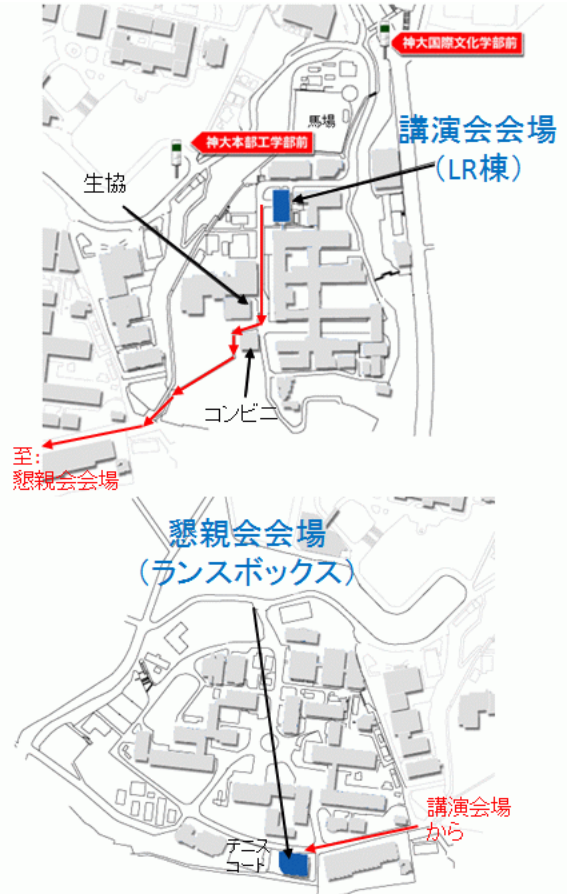 神大国際文化学部前
馬場
講演会会場
（LR棟）
神大本部工学部前
生協
コンビニ
至：
懇親会会場
懇親会会場
（ランスボックス）
講演会場
から
テニス
コート